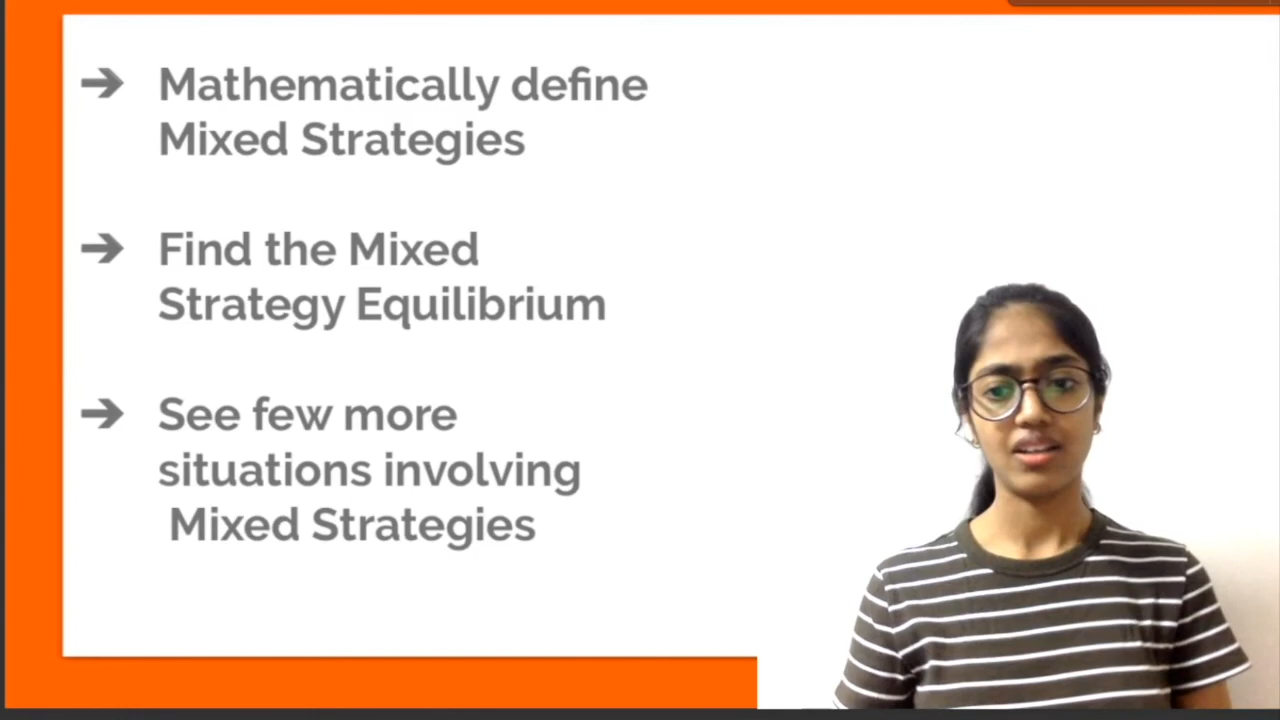 ➔ Mathematically define
Mixed Strategies
➔ Find the Mixed
Strategy Equilibrium
➔ See few more
situations involving
Mixed Strategies